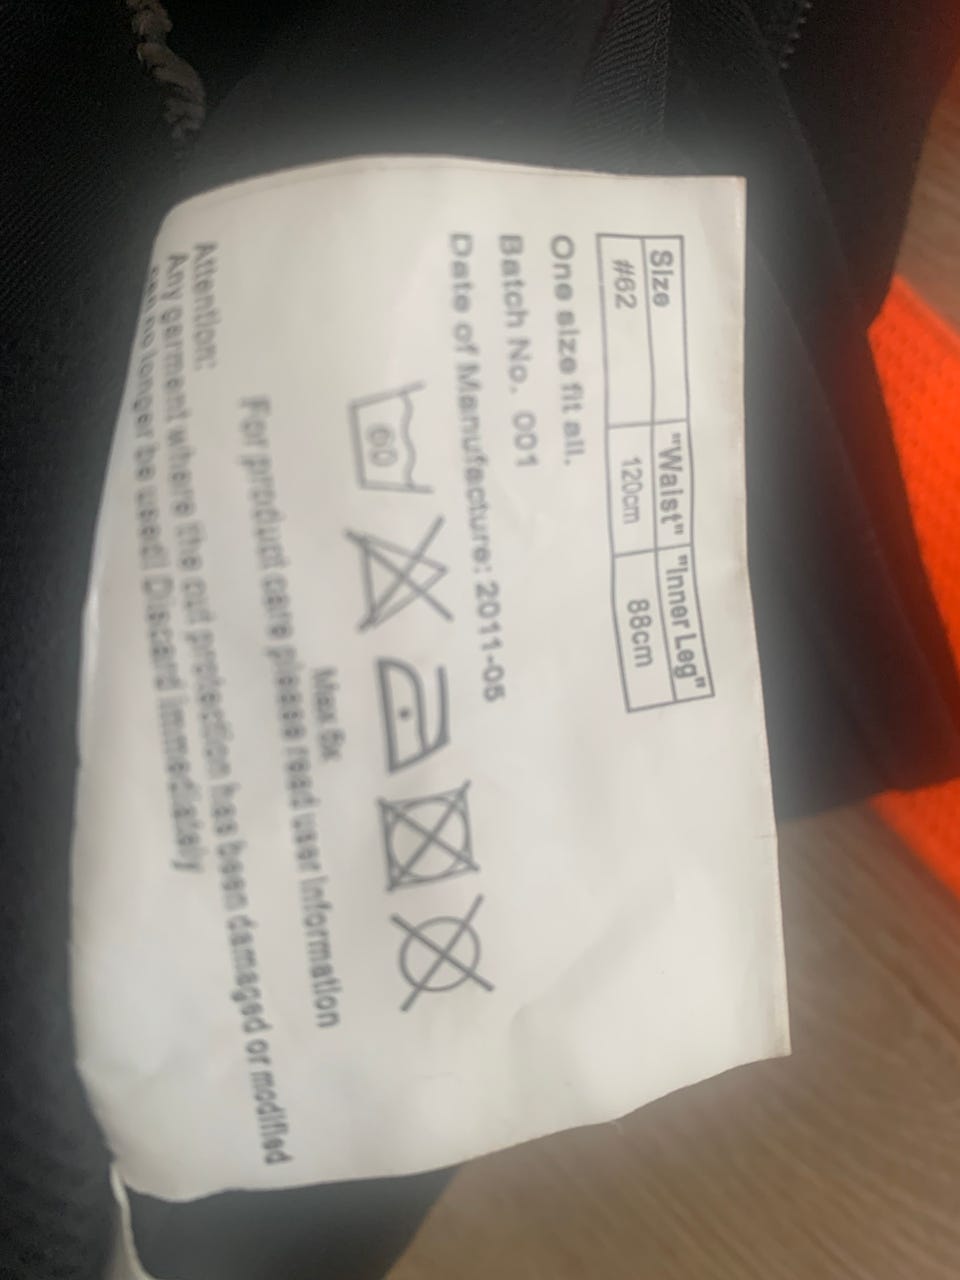 Size "Waist" "Inner Leg"
#62 120cm 88cm
One size fit all.
Batch No. 001
Date of Manufacture: 2011-05
60
Max 5x
For product care please read user information
Attention:
Any garment where the cut protection has been damaged or modified
can no longer be used! Discard immediately